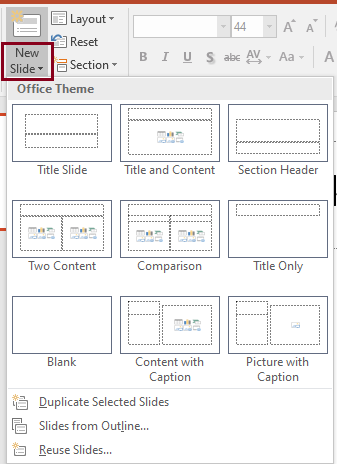 Layout
44
New
Slide
Reset
Section
B I U S abc AV Aa A
Office Theme
Title Slide
Title and Content
Section Header
Two Content
Comparison
Title Only
Blank
Content with
Caption
Picture with
Caption
Duplicate Selected Slides
Slides from Outline...
Reuse Slides...